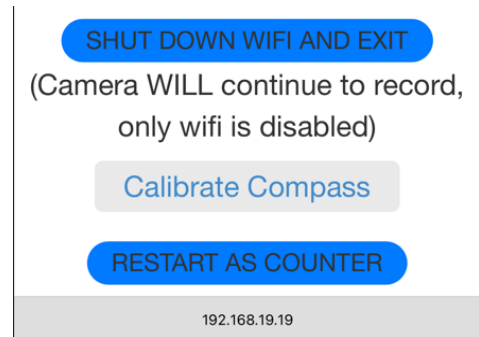 SHUT DOWN WIFI AND EXIT
(Camera WILL continue to record,
only wifi is disabled)
Calibrate Compass
RESTART AS COUNTER
192.168.19.19